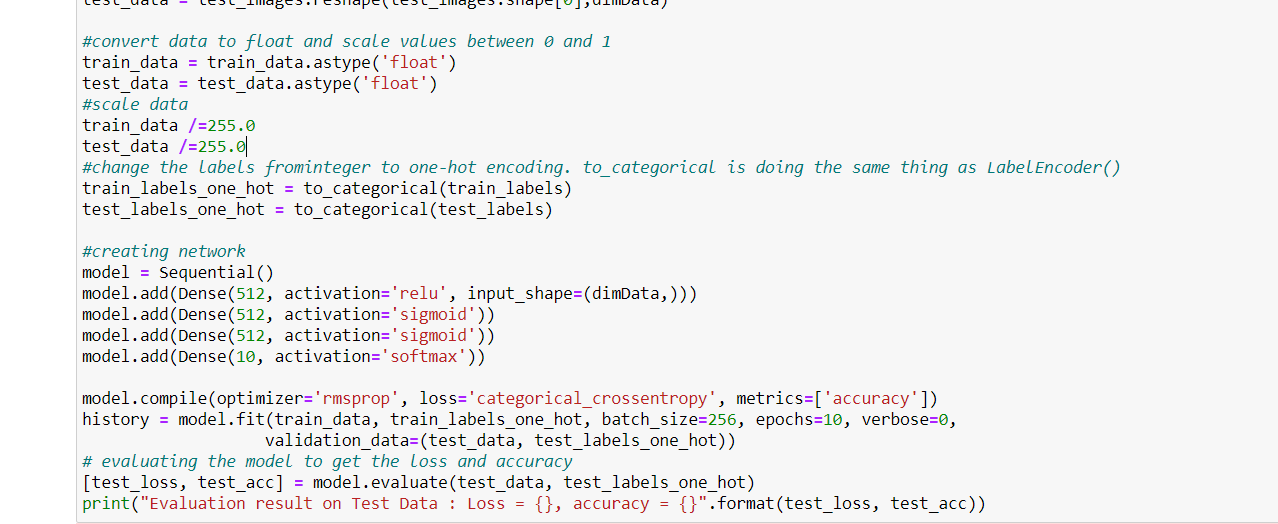 test_data = test_images.reshape(test_images.shape[0],dimData)
#convert data to float and scale values between 0 and 1
train_data = train_data.astype('float')
test_data = test_data.astype('float')
#scale data
train_data /=255.0
test_data /=255.0
#change the labels frominteger to one-hot encoding. to_categorical is doing the same thing as LabelEncoder()
train_labels_one_hot = to_categorical(train_labels)
test_labels_one_hot = to_categorical(test_labels)
#creating network
model = Sequential()
model.add(Dense(512, activation='relu', input_shape=(dimData,)))
model.add(Dense(512, activation='sigmoid'))
model.add(Dense(512, activation='sigmoid'))
model.add(Dense(10, activation='softmax'))
model.compile(optimizer='rmsprop', loss='categorical_crossentropy', metrics=['accuracy'])
history = model.fit(train_data, train_labels_one_hot, batch_size=256, epochs=10, verbose=0,
validation_data=(test_data, test_labels_one_hot))
# evaluating the model to get the loss and accuracy
[test_loss, test_acc] = model.evaluate(test_data, test_labels_one_hot)
print("Evaluation result on Test Data : Loss = {}, accuracy = {}".format(test_loss, test_acc))